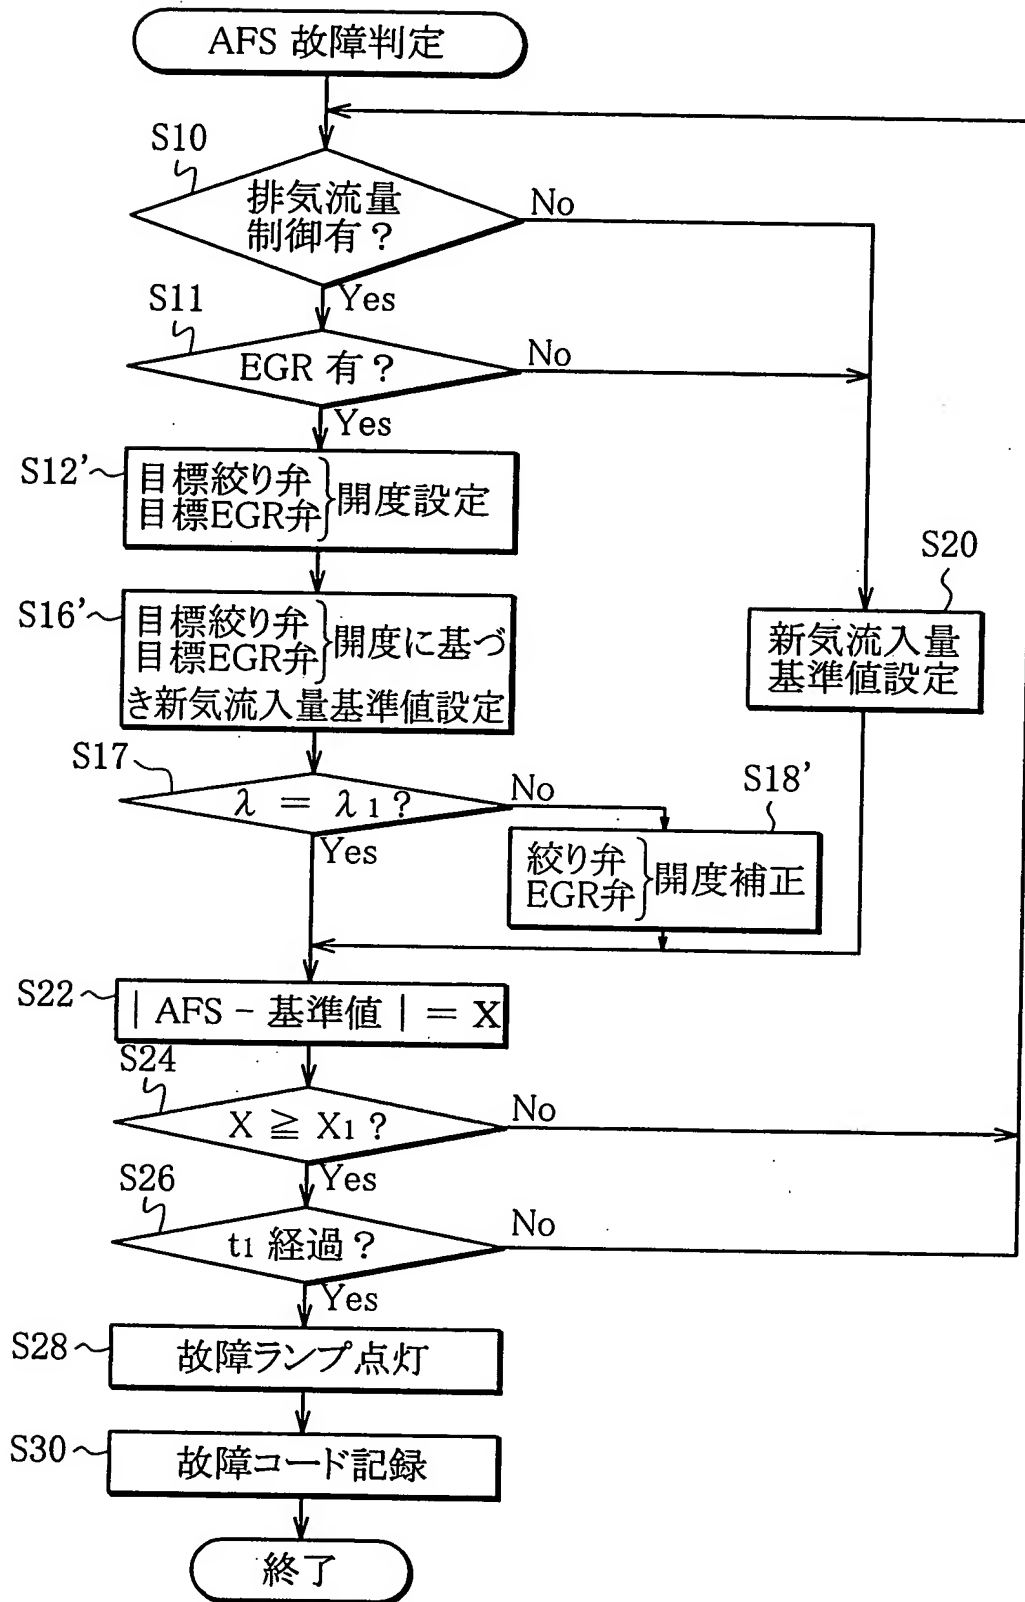 AFS 故障判定
S10
排気流量
制御有?
No
Yes
S11
EGR 有?
No
Yes
S12'
目標絞り弁
目標EGR弁
開度設定
S20
新気流入量
基準値設定
S16'
目標絞り弁
目標EGR弁
開度に基づ
き新気流入量基準値設定
S17
λ = λ1?
No
Yes
S18'
絞り弁
EGR弁
開度補正
S22
| AFS - 基準値 | = X
S24
X ≧ X1?
No
Yes
S26
t1 経過?
No
Yes
S28
故障ランプ点灯
S30
故障コード記録
終了